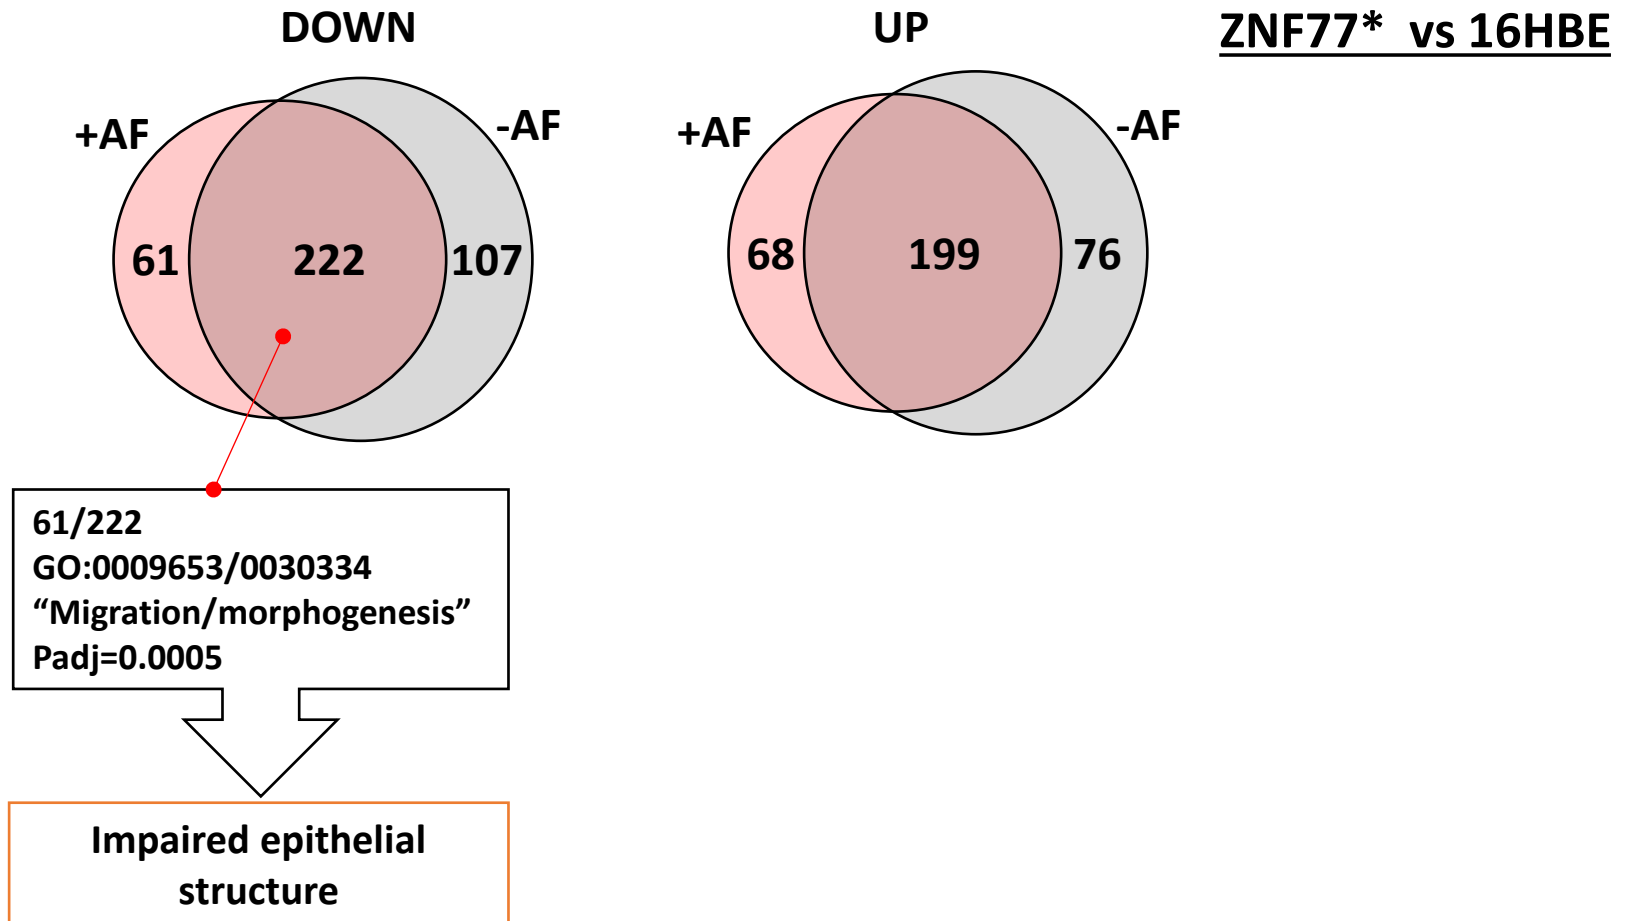 DOWN
UP
ZNF77* vs 16HBE
+AF
-AF
+AF
-AF
61
222
107
68
199
76
61/222
GO:0009653/0030334
“Migration/morphogenesis”
Padj=0.0005
Impaired epithelial
structure